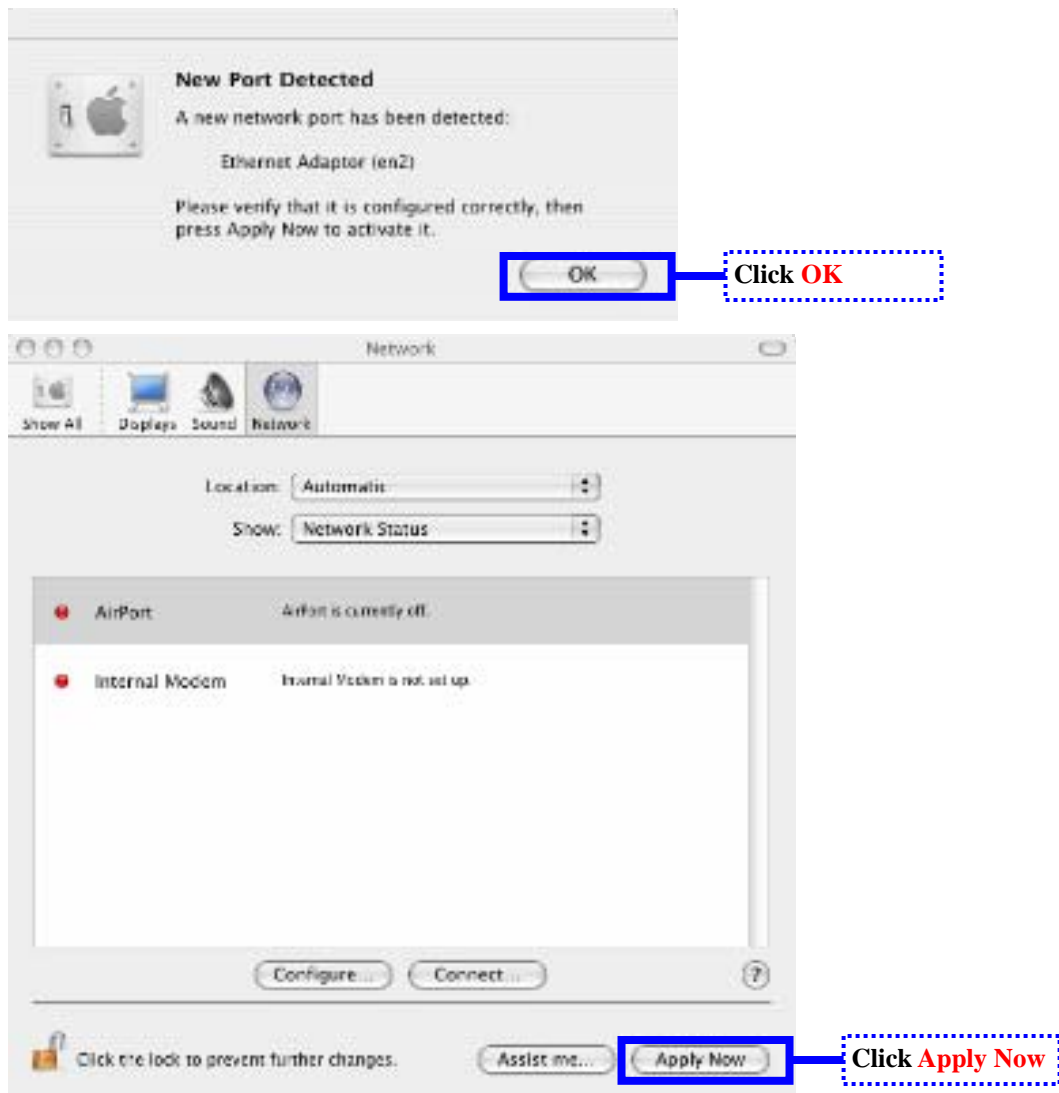 New Port Detected
A new network port has been detected:
Ethernet Adaptor (en2)
Please verify that it is configured correctly, then
press Apply Now to activate it.
OK
Click OK
Network
Show All Displays Sound Network
Location: Automatic
Show: Network Status
AirPort AirPort is currently off.
Internal Modem Internal Modem is not set up.
Configure... Connect... ?
Click the lock to prevent further changes. Assist me... Apply Now
Click Apply Now